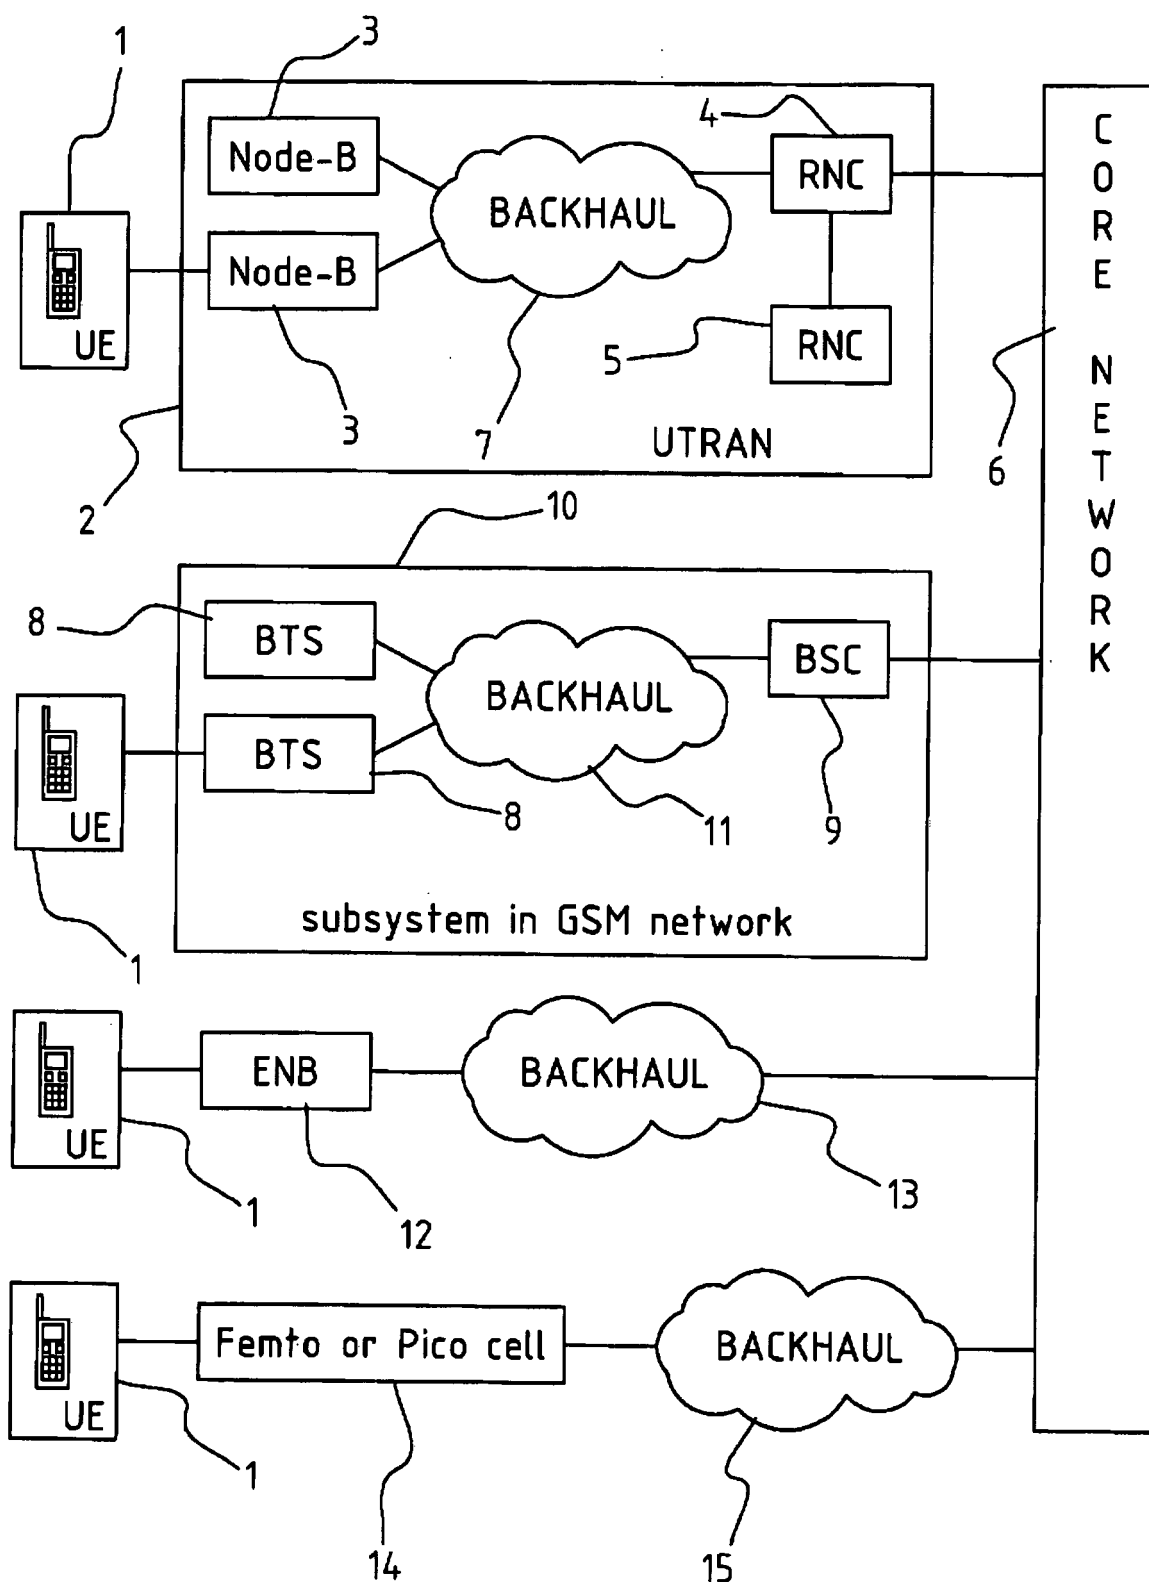 1
3
4
Node-B
BACKHAUL
RNC
Node-B
UE
5
RNC
3
7
UTRAN
2
6
CORE NETWORK
10
8
BTS
BACKHAUL
BSC
BTS
UE
8
11
9
subsystem in GSM network
1
ENB
BACKHAUL
UE
1
12
13
Femto or Pico cell
BACKHAUL
UE
1
14
15